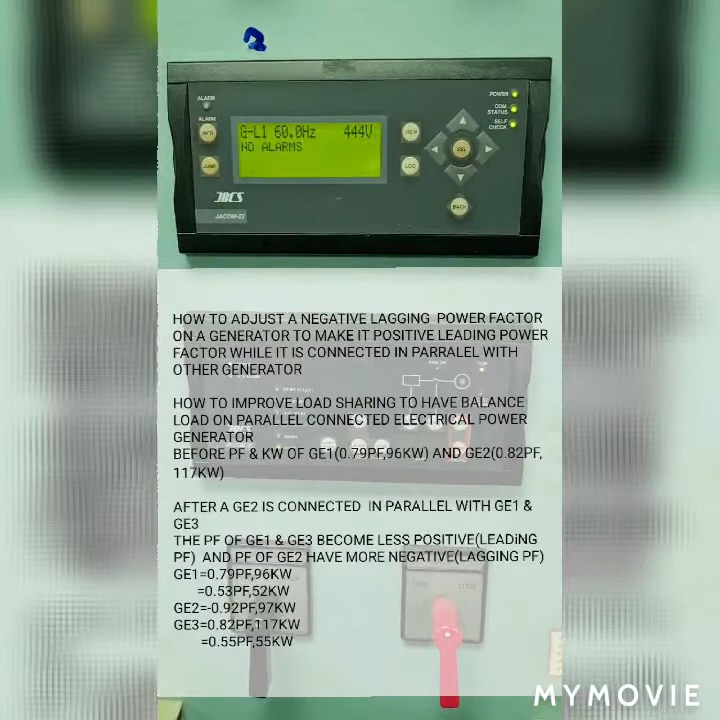 2
ALARM
ALARM
INFO
JUMP
G-L1 60.0Hz 444V
NO ALARMS
VIEW
LOG
SEL
BACK
POWER
COM.
STATUS
SELF
CHECK
JRCS
JACOM-22
HOW TO ADJUST A NEGATIVE LAGGING POWER FACTOR
ON A GENERATOR TO MAKE IT POSITIVE LEADING POWER
FACTOR WHILE IT IS CONNECTED IN PARRALEL WITH
OTHER GENERATOR
HOW TO IMPROVE LOAD SHARING TO HAVE BALANCE
LOAD ON PARALLEL CONNECTED ELECTRICAL POWER
GENERATOR
BEFORE PF & KW OF GE1(0.79PF,96KW) AND GE2(0.82PF,
117KW)
AFTER A GE2 IS CONNECTED IN PARALLEL WITH GE1 &
GE3
THE PF OF GE1 & GE3 BECOME LESS POSITIVE(LEADiNG
PF) AND PF OF GE2 HAVE MORE NEGATIVE(LAGGING PF)
GE1=0.79PF,96KW
=0.53PF,52KW
GE2=-0.92PF,97KW
GE3=0.82PF,117KW
=0.55PF,55KW
MYMOVIE